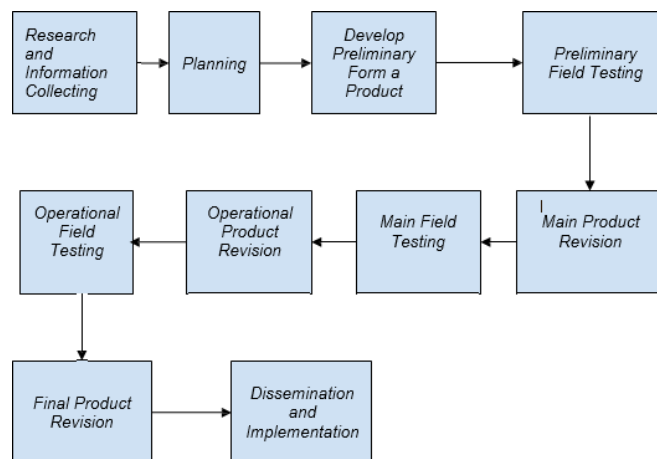 Research
and
Information
Collecting
Planning
Develop
Preliminary
Form a
Product
Preliminary
Field Testing
Main Product
Revision
Main Field
Testing
Operational
Product
Revision
Operational
Field
Testing
Final Product
Revision
Dissemination
and
Implementation